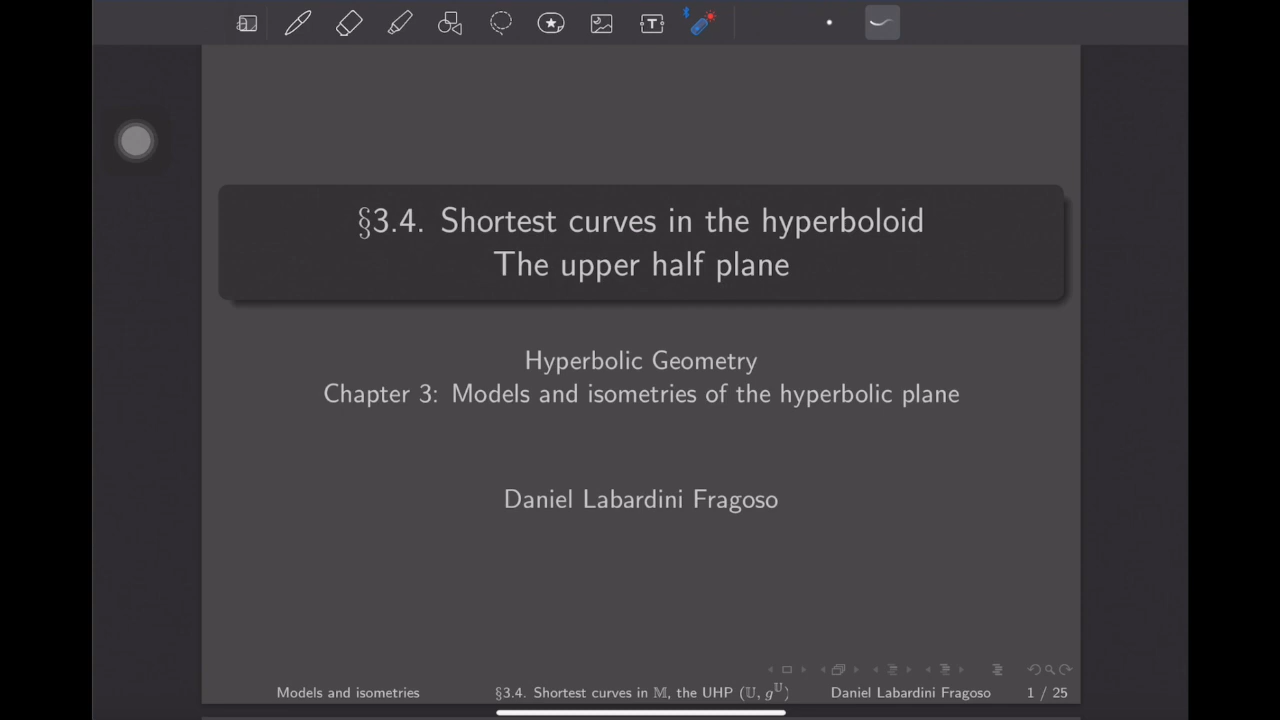 §3.4. Shortest curves in the hyperboloid
The upper half plane
Hyperbolic Geometry
Chapter 3: Models and isometries of the hyperbolic plane
Daniel Labardini Fragoso
Models and isometries §3.4. Shortest curves in 𝕄, the UHP (𝕌, g^𝕌) Daniel Labardini Fragoso 1 / 25